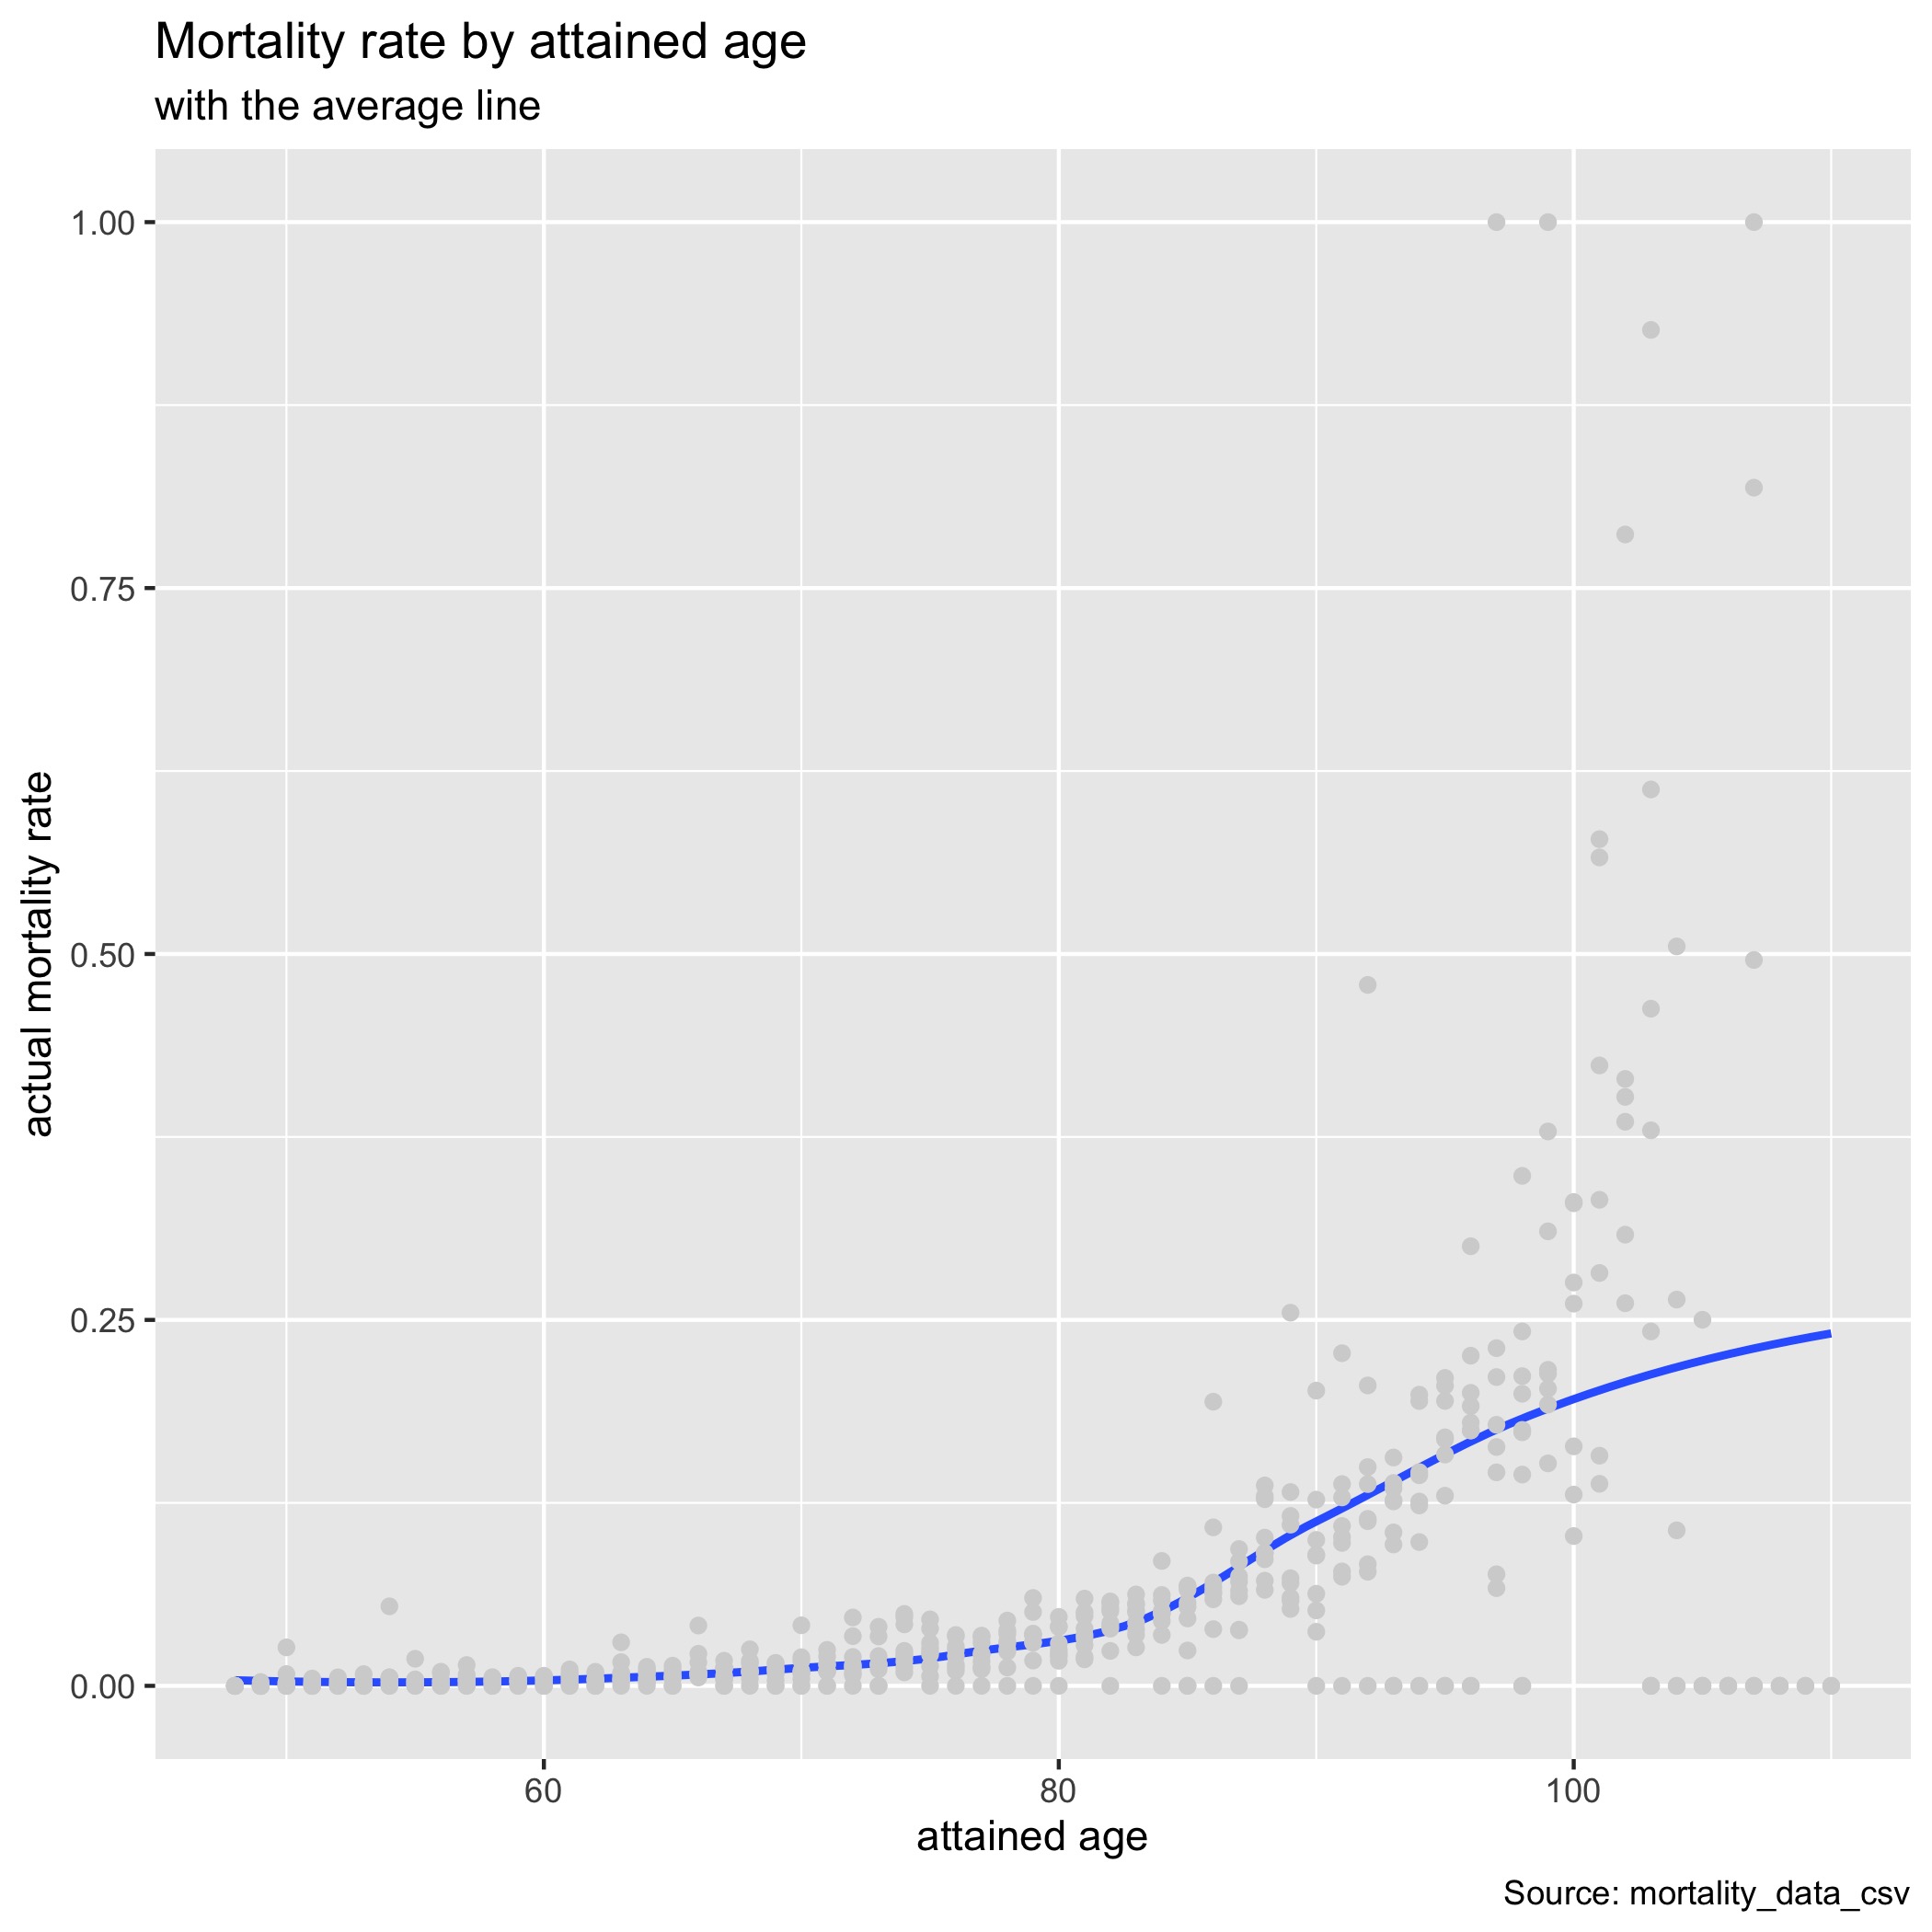 Mortality rate by attained age
with the average line
1.00
0.75
0.50
0.25
0.00
actual mortality rate
60
80
100
attained age
Source: mortality_data_csv